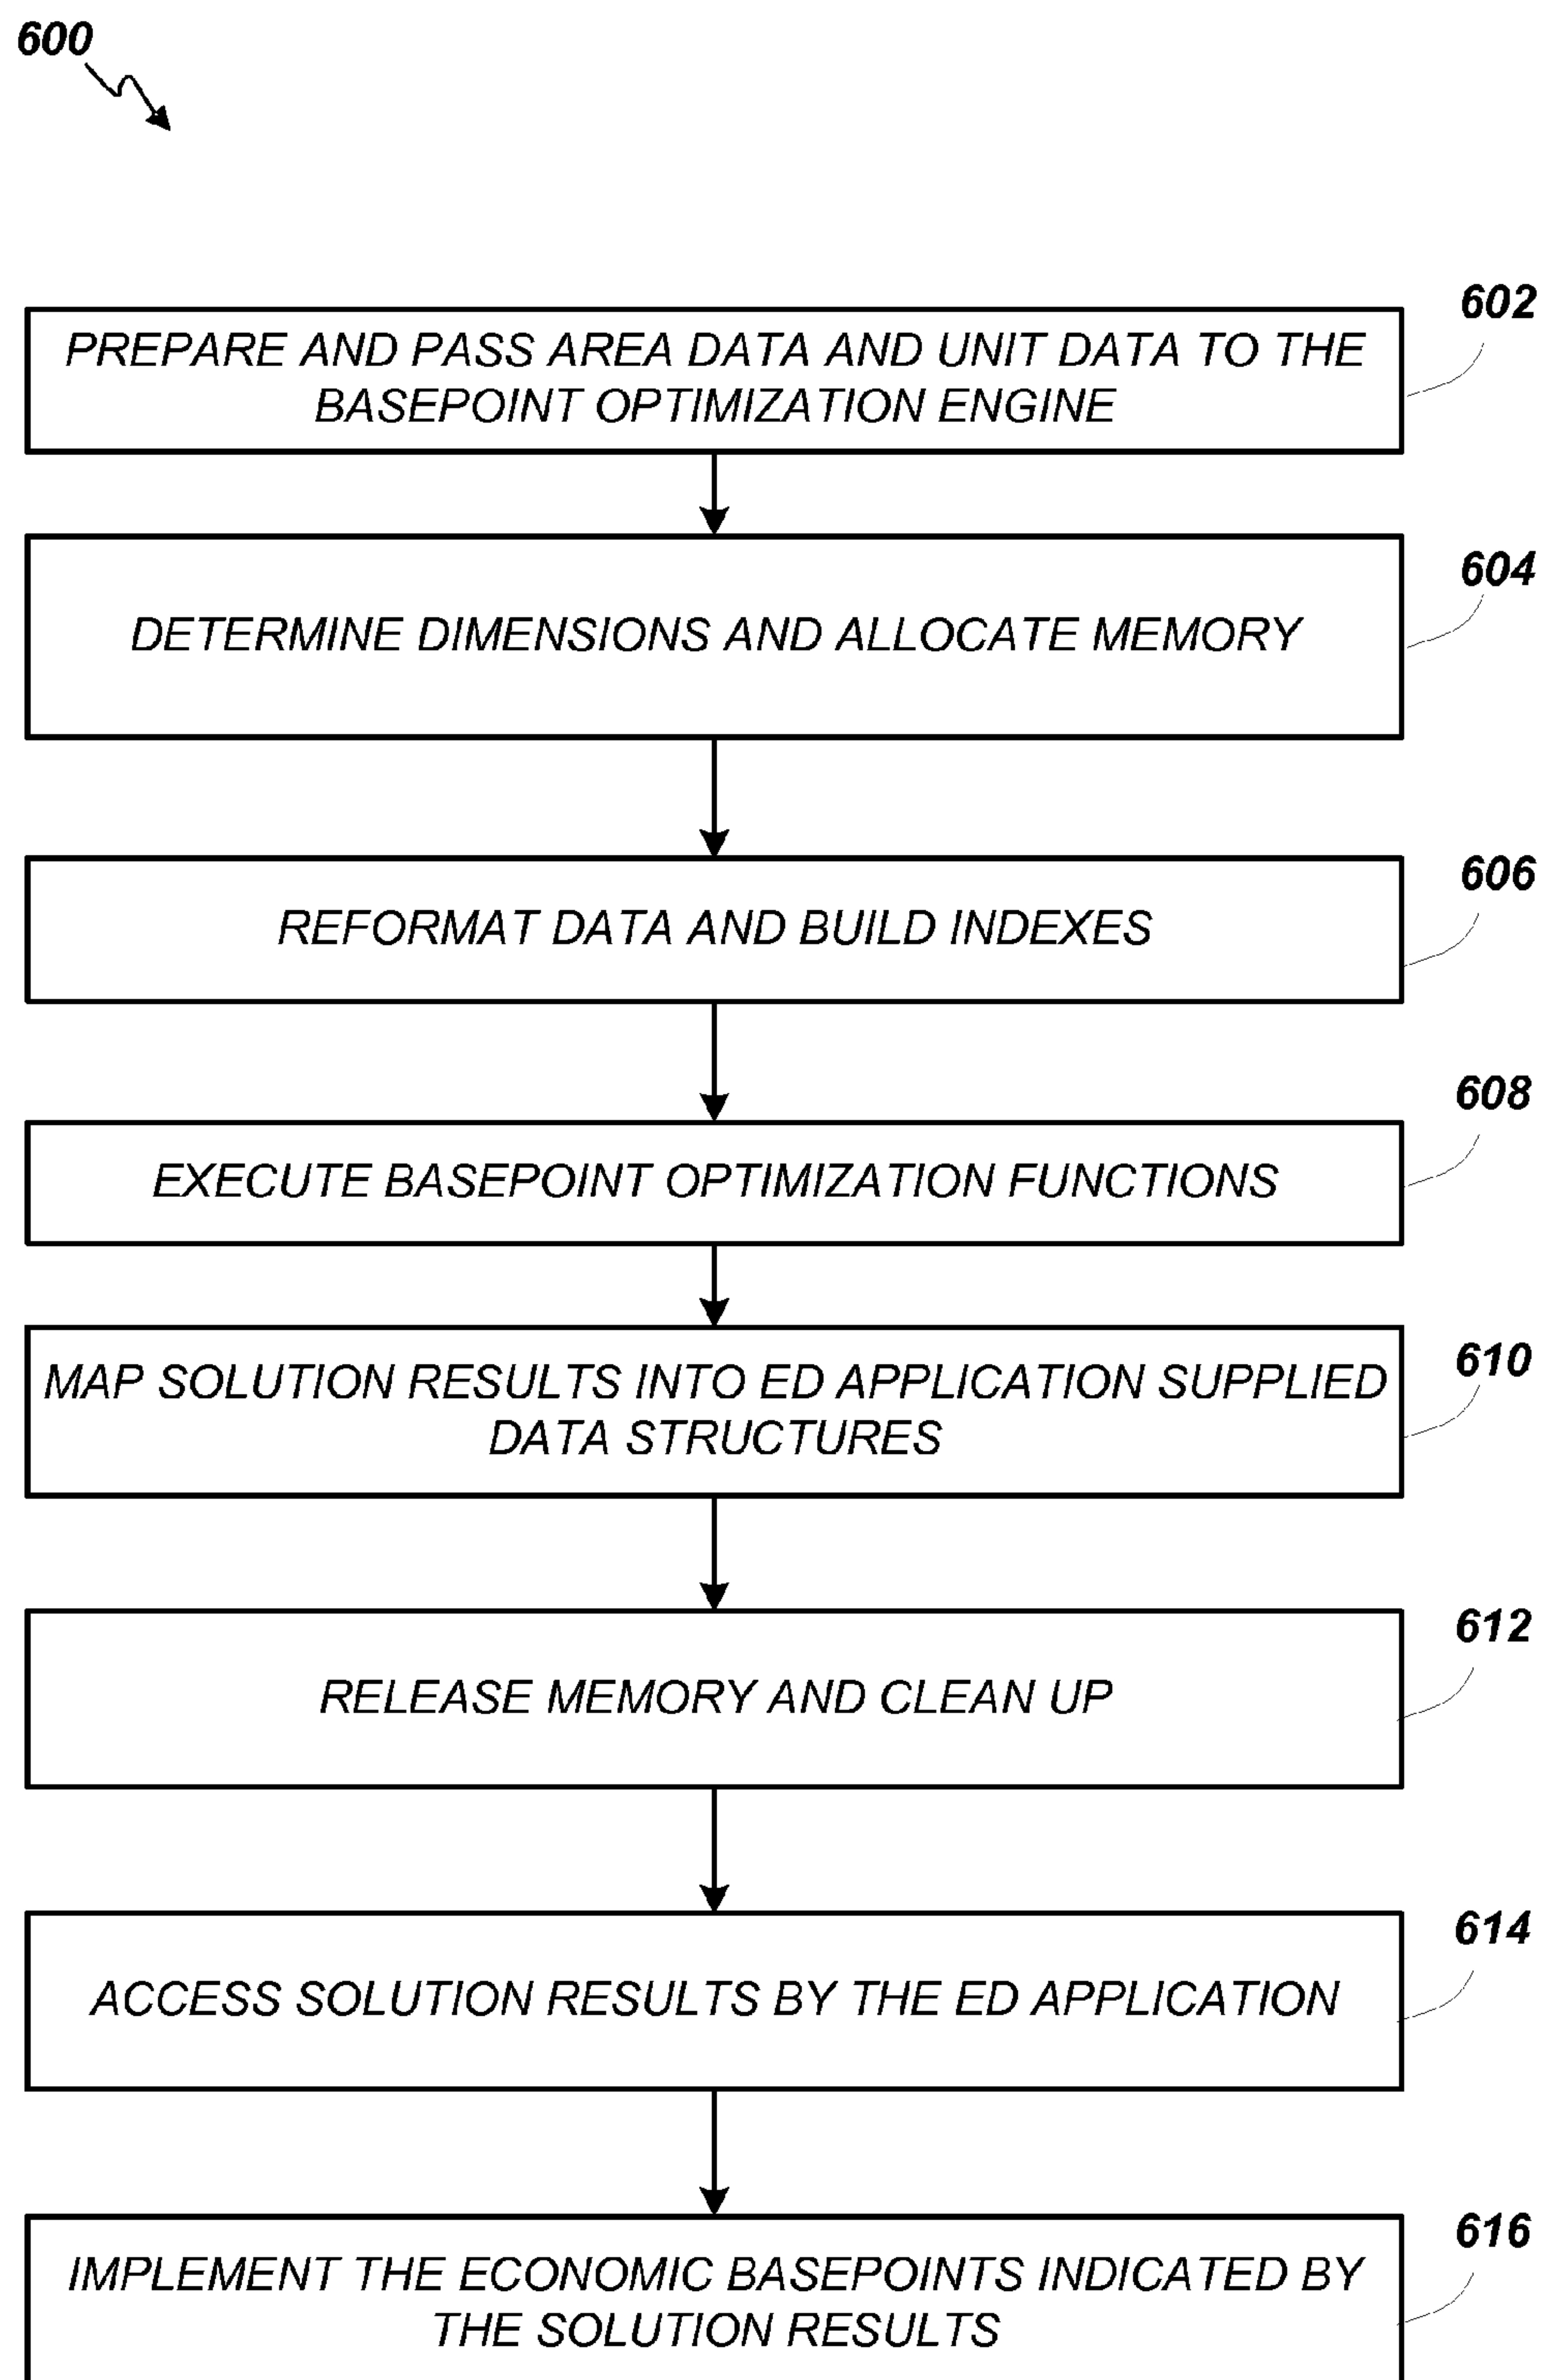 600
602
PREPARE AND PASS AREA DATA AND UNIT DATA TO THE
BASEPOINT OPTIMIZATION ENGINE
604
DETERMINE DIMENSIONS AND ALLOCATE MEMORY
606
REFORMAT DATA AND BUILD INDEXES
608
EXECUTE BASEPOINT OPTIMIZATION FUNCTIONS
610
MAP SOLUTION RESULTS INTO ED APPLICATION SUPPLIED
DATA STRUCTURES
612
RELEASE MEMORY AND CLEAN UP
614
ACCESS SOLUTION RESULTS BY THE ED APPLICATION
616
IMPLEMENT THE ECONOMIC BASEPOINTS INDICATED BY
THE SOLUTION RESULTS